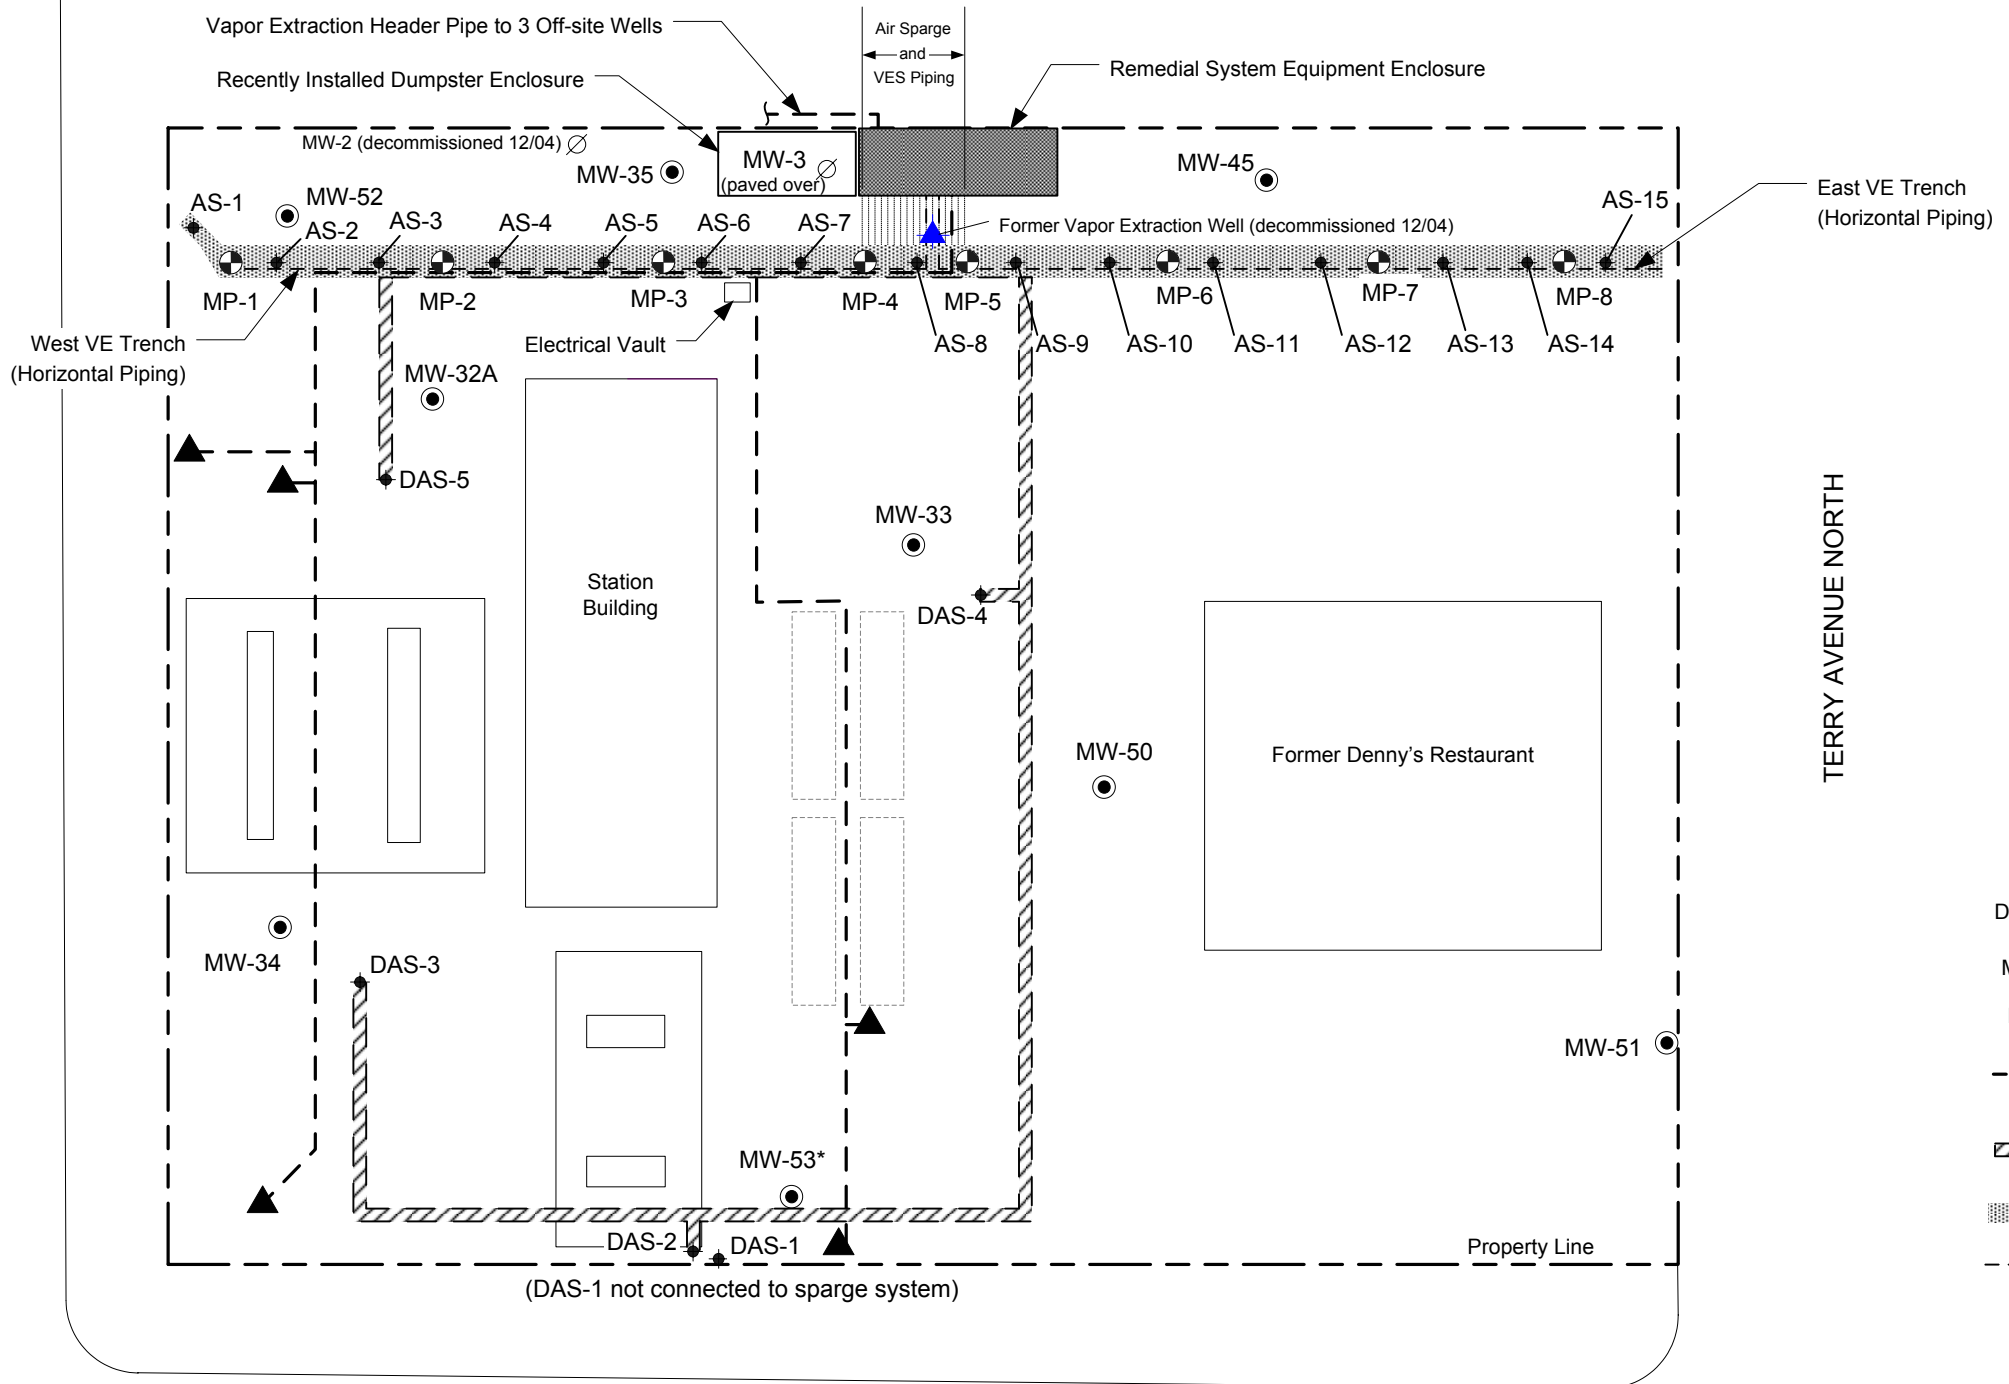 Vapor Extraction Header Pipe to 3 Off-site Wells
Air Sparge
and
VES Piping
Recently Installed Dumpster Enclosure
Remedial System Equipment Enclosure
MW-2 (decommissioned 12/04)
MW-35
MW-3
(paved over)
MW-45
AS-1
MW-52
AS-2
AS-3
AS-4
AS-5
AS-6
AS-7
Former Vapor Extraction Well (decommissioned 12/04)
AS-15
East VE Trench
(Horizontal Piping)
MP-1
MP-2
MP-3
MP-4
MP-5
MP-6
MP-7
MP-8
West VE Trench
(Horizontal Piping)
Electrical Vault
AS-8
AS-9
AS-10
AS-11
AS-12
AS-13
AS-14
MW-32A
DAS-5
MW-33
Station
Building
DAS-4
TERRY AVENUE NORTH
MW-50
Former Denny's Restaurant
MW-34
DAS-3
MW-51
MW-53*
DAS-2
DAS-1
Property Line
(DAS-1 not connected to sparge system)